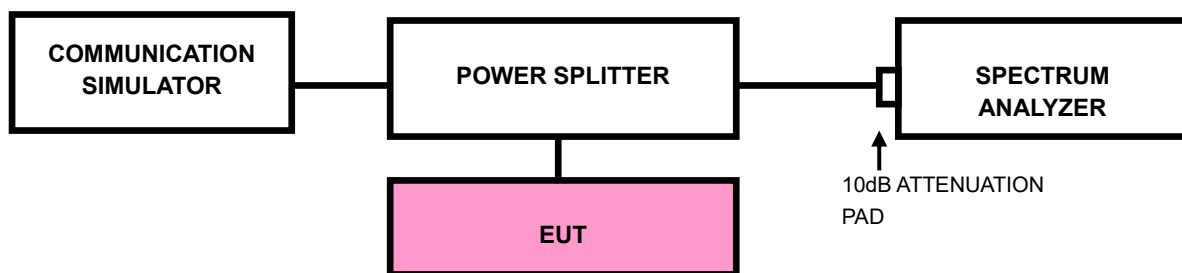 COMMUNICATION
SIMULATOR
POWER SPLITTER
SPECTRUM
ANALYZER
10dB ATTENUATION
PAD
EUT